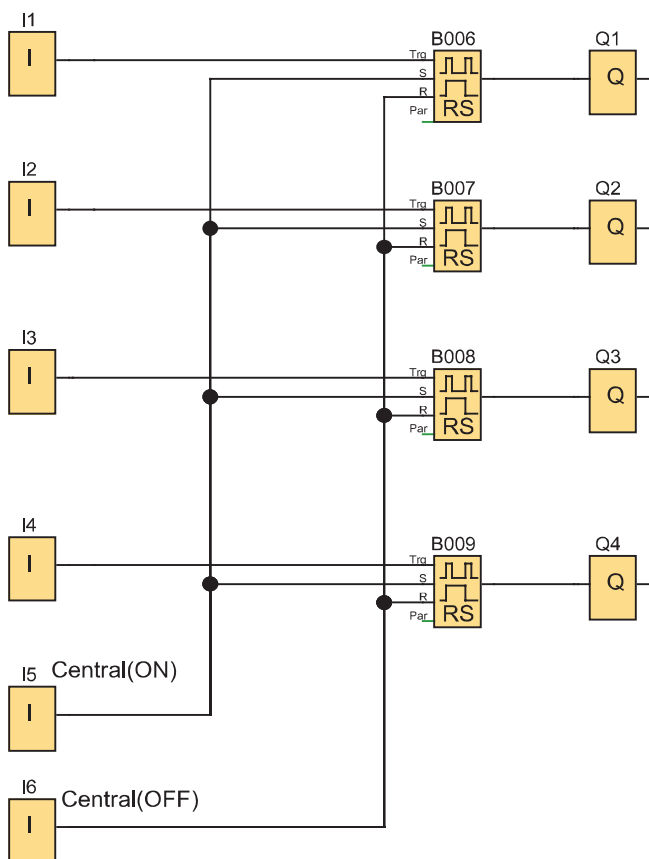 I1
I
B006
Trg
S
R
Par
RS
Q1
Q
I2
I
B007
Trg
S
R
Par
RS
Q2
Q
I3
I
B008
Trg
S
R
Par
RS
Q3
Q
I4
I
B009
Trg
S
R
Par
RS
Q4
Q
I5
Central(ON)
I
I6
Central(OFF)
I